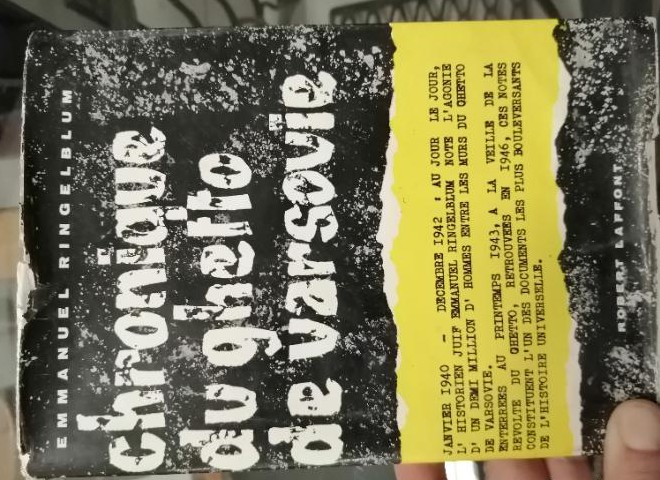 EMMANUEL RINGELBLUM
chronique
du ghetto
de varsovie
JANVIER 1940 - DECEMBRE 1942 : AU JOUR LE JOUR,
L'HISTORIEN JUIF EMMANUEL RINGELBLUM NOTE L'AGONIE
D'UN DEMI MILLION D'HOMMES ENTRE LES MURS DU GHETTO
DE VARSOVIE.
ENTERREES AU PRINTEMPS 1943, A LA VEILLE DE LA
REVOLTE DU GHETTO, RETROUVEES EN 1946, CES NOTES
CONSTITUENT L'UN DES DOCUMENTS LES PLUS BOULEVERSANTS
DE L'HISTOIRE UNIVERSELLE.
ROBERT LAFFONT